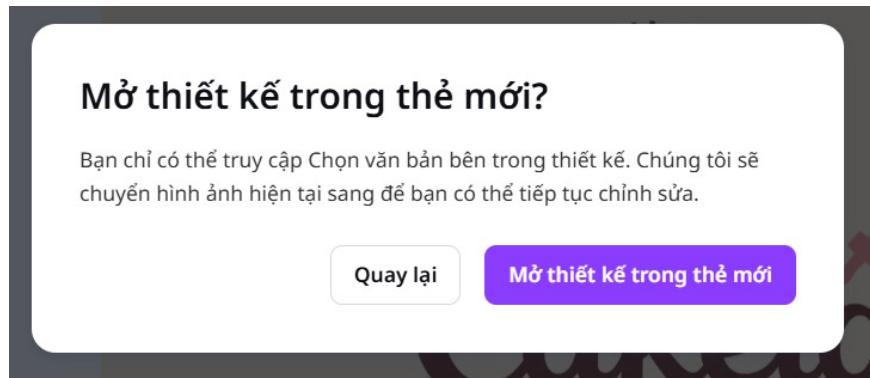 Mở thiết kế trong thẻ mới?
Bạn chỉ có thể truy cập Chọn văn bản bên trong thiết kế. Chúng tôi sẽ
chuyển hình ảnh hiện tại sang để bạn có thể tiếp tục chỉnh sửa.
Quay lại
Mở thiết kế trong thẻ mới